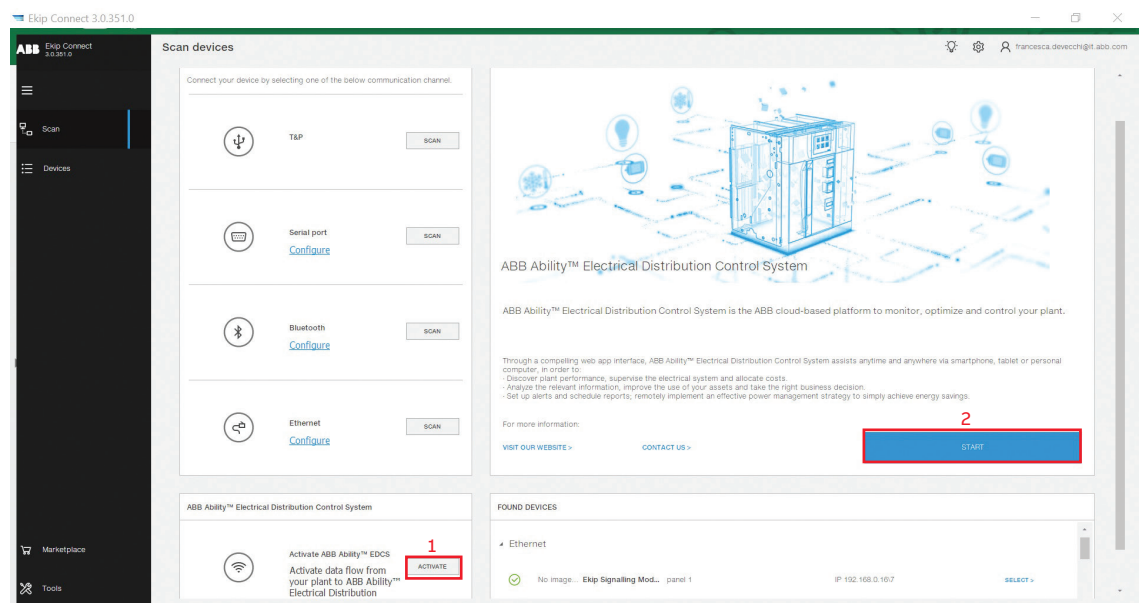 Ekip Connect 3.0.351.0
ABB
Ekip Connect
3.0.351.0
Scan devices
francesca.devecchi@it.abb.com
Scan
Devices
Marketplace
Tools
Connect your device by selecting one of the below communication channel.
T&P
SCAN
Serial port
Configure
SCAN
Bluetooth
Configure
SCAN
Ethernet
Configure
SCAN
ABB Ability™ Electrical Distribution Control System
ABB Ability™ Electrical Distribution Control System is the ABB cloud-based platform to monitor, optimize and control your plant.
Through a compelling web app interface, ABB Ability™ Electrical Distribution Control System assists anytime and anywhere via smartphone, tablet or personal
computer, in order to:
- Discover plant performance, supervise the electrical system and allocate costs.
- Analyze the relevant information, improve the use of your assets and take the right business decision.
- Set up alerts and schedule reports; remotely implement an effective power management strategy to simply achieve energy savings.
For more information:
VISIT OUR WEBSITE >
CONTACT US >
2
START
ABB Ability™ Electrical Distribution Control System
Activate ABB Ability™ EDCS
Activate data flow from
your plant to ABB Ability™
Electrical Distribution
1
ACTIVATE
FOUND DEVICES
Ethernet
No image... Ekip Signalling Mod... panel 1 IP 192.168.0.16\7 SELECT >